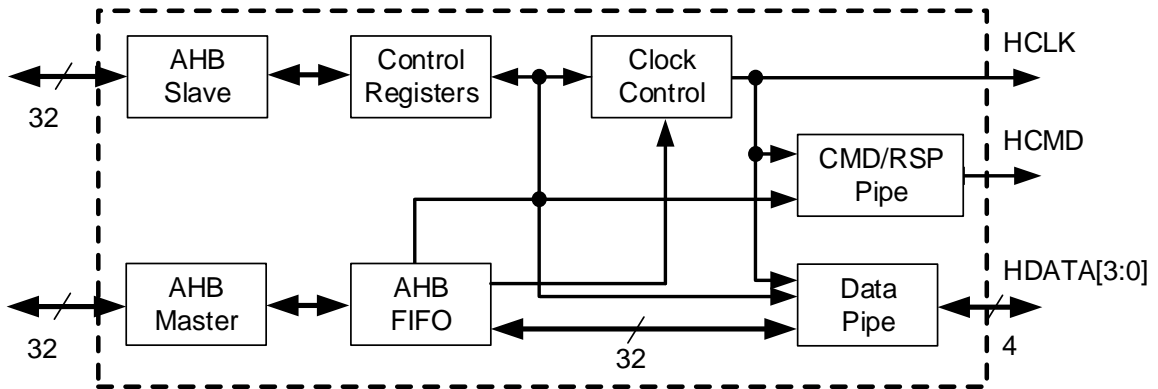 AHB
Slave
Control
Registers
Clock
Control
HCLK
32
CMD/RSP
Pipe
HCMD
AHB
Master
AHB
FIFO
Data
Pipe
HDATA[3:0]
32
32
4